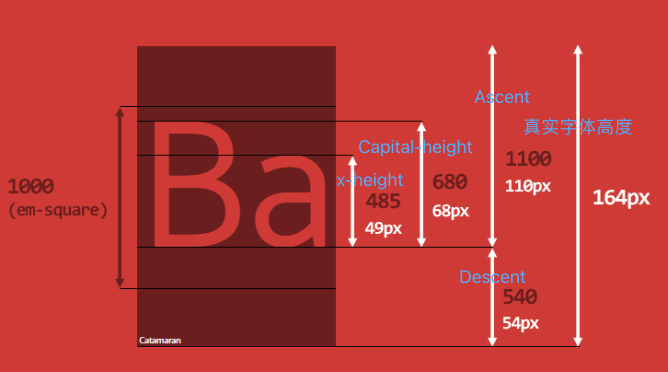 Ba
Ascent
真实字体高度
Capital-height
1100
110px
x-height
680
68px
1000
(em-square)
485
49px
164px
Descent
540
54px
Catamaran